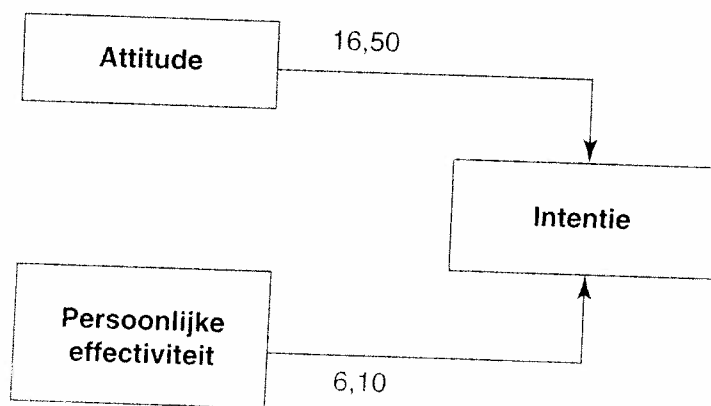 Attitude
16,50
Intentie
Persoonlijke
effectiviteit
6,10